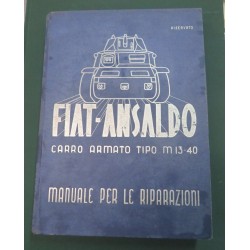 RISERVATO
FIAT-ANSALDO
CARRO ARMATO TIPO M 13-40
MANUALE PER LE RIPARAZIONI